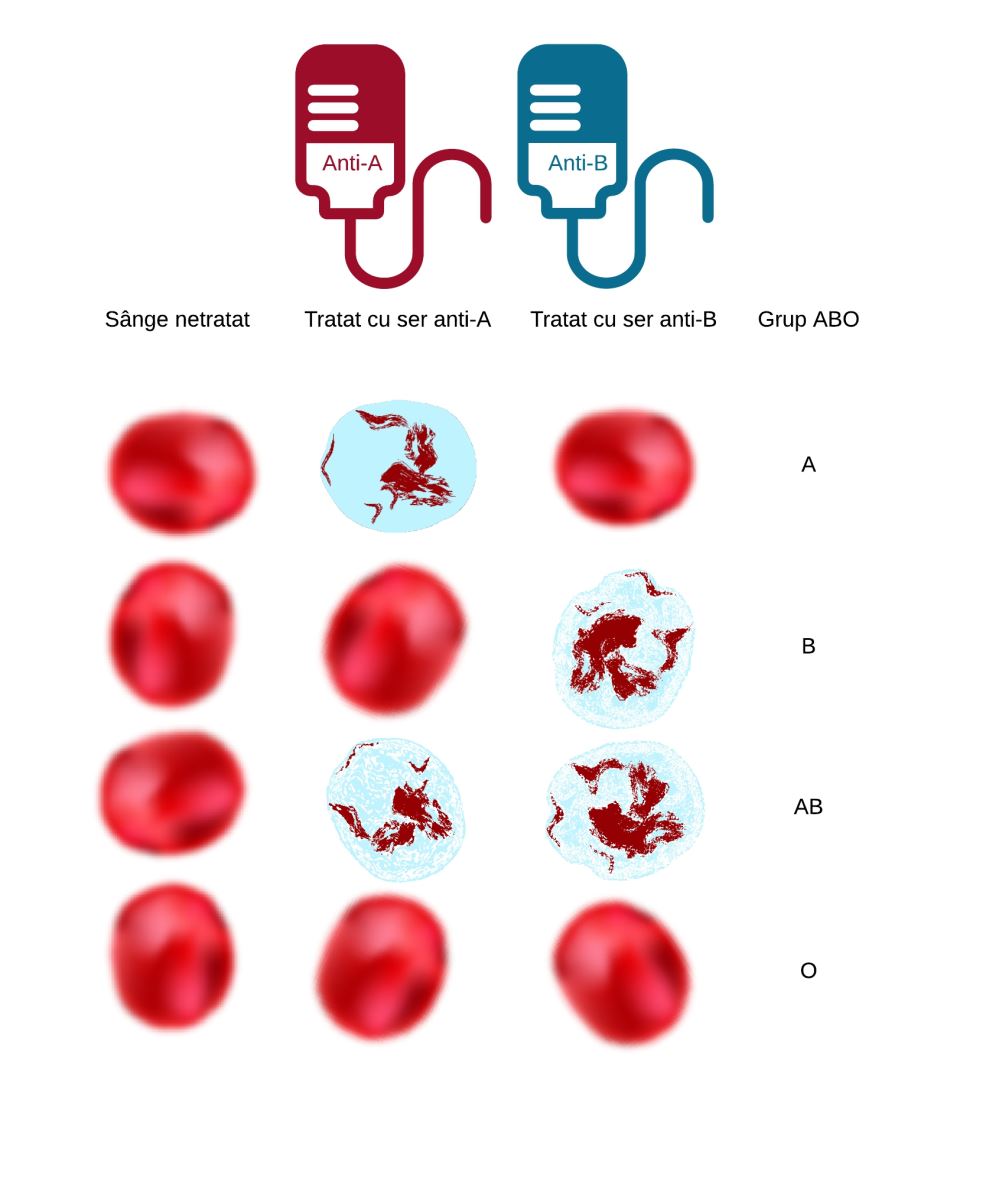 Anti-A
Anti-B
Sânge netratat
Tratat cu ser anti-A
Tratat cu ser anti-B
Grup ABO
A
B
AB
O